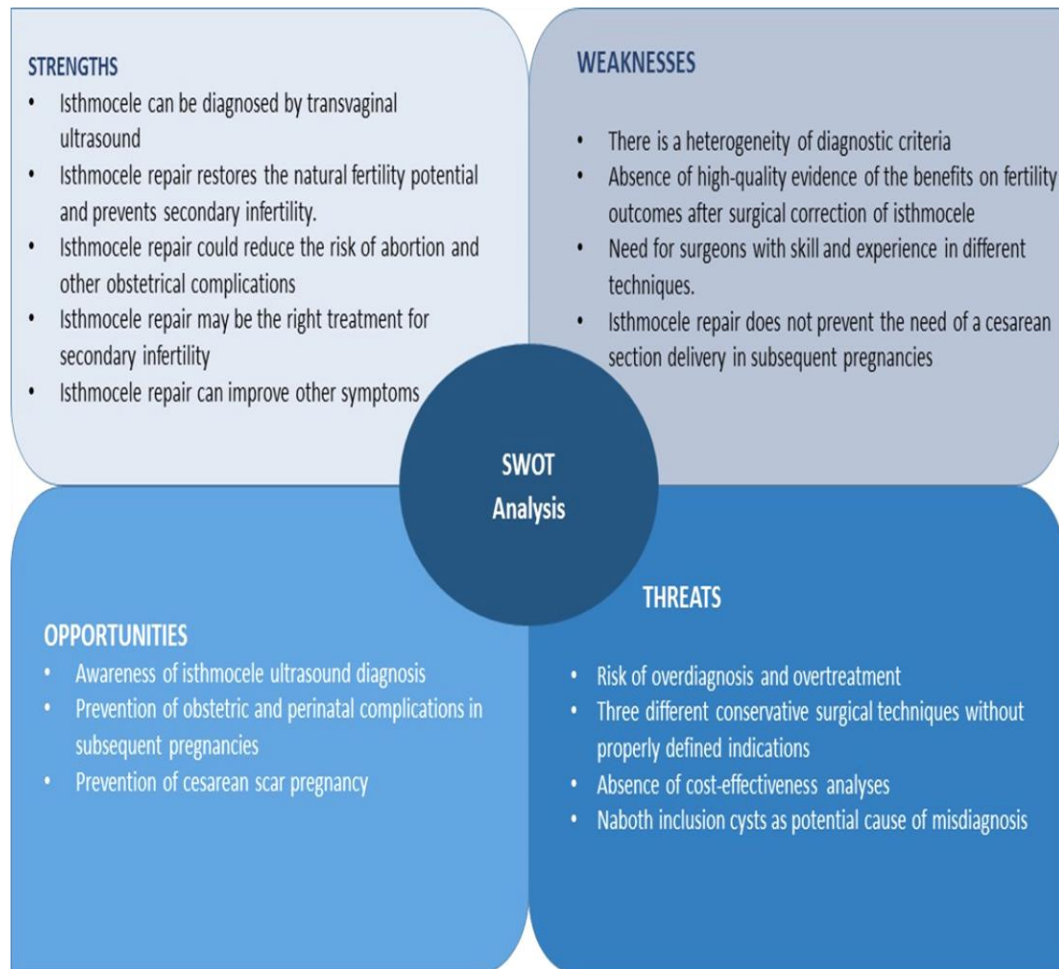 STRENGTHS
• Isthmocele can be diagnosed by transvaginal
ultrasound
• Isthmocele repair restores the natural fertility potential
and prevents secondary infertility.
• Isthmocele repair could reduce the risk of abortion and
other obstetrical complications
• Isthmocele repair may be the right treatment for
secondary infertility
• Isthmocele repair can improve other symptoms
WEAKNESSES
• There is a heterogeneity of diagnostic criteria
• Absence of high-quality evidence of the benefits on fertility
outcomes after surgical correction of isthmocele
• Need for surgeons with skill and experience in different
techniques.
• Isthmocele repair does not prevent the need of a cesarean
section delivery in subsequent pregnancies
SWOT
Analysis
OPPORTUNITIES
• Awareness of isthmocele ultrasound diagnosis
• Prevention of obstetric and perinatal complications in
subsequent pregnancies
• Prevention of cesarean scar pregnancy
THREATS
• Risk of overdiagnosis and overtreatment
• Three different conservative surgical techniques without
properly defined indications
• Absence of cost-effectiveness analyses
• Naboth inclusion cysts as potential cause of misdiagnosis